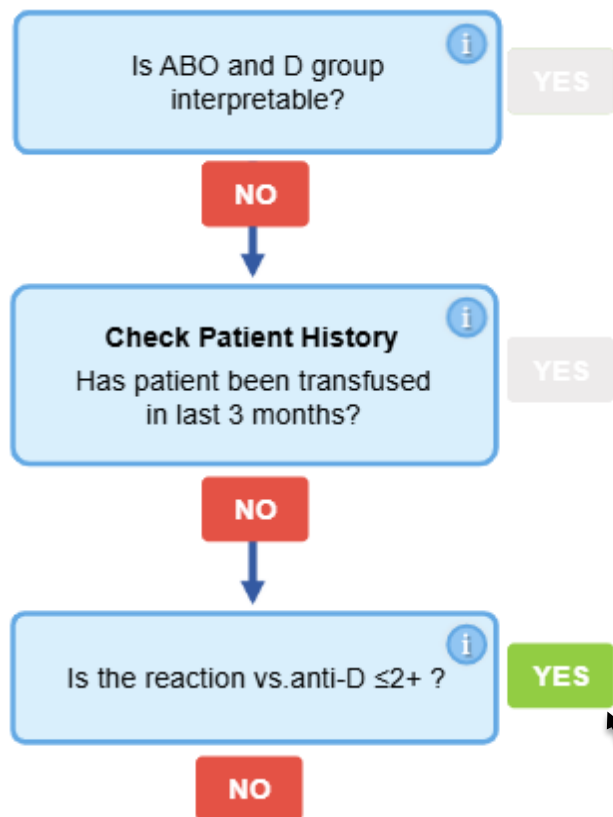 Is ABO and D group
interpretable?
i
YES
NO
Check Patient History
i
Has patient been transfused
in last 3 months?
YES
NO
Is the reaction vs.anti-D ≤2+ ?
i
YES
NO